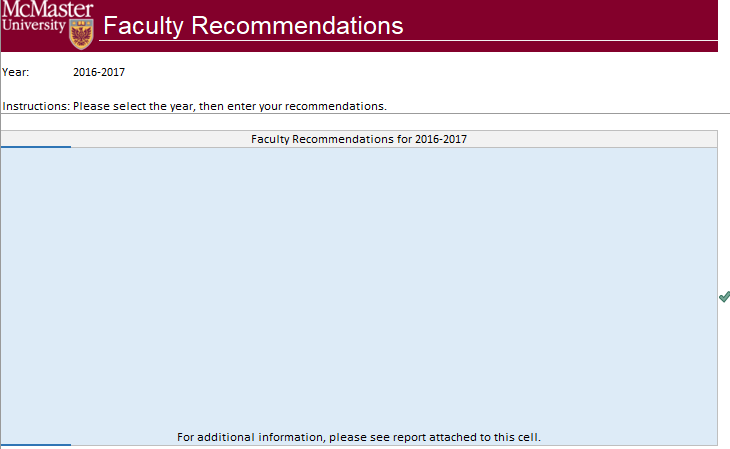 McMaster
University
Faculty Recommendations
Year: 2016-2017
Instructions: Please select the year, then enter your recommendations.
Faculty Recommendations for 2016-2017
For additional information, please see report attached to this cell.